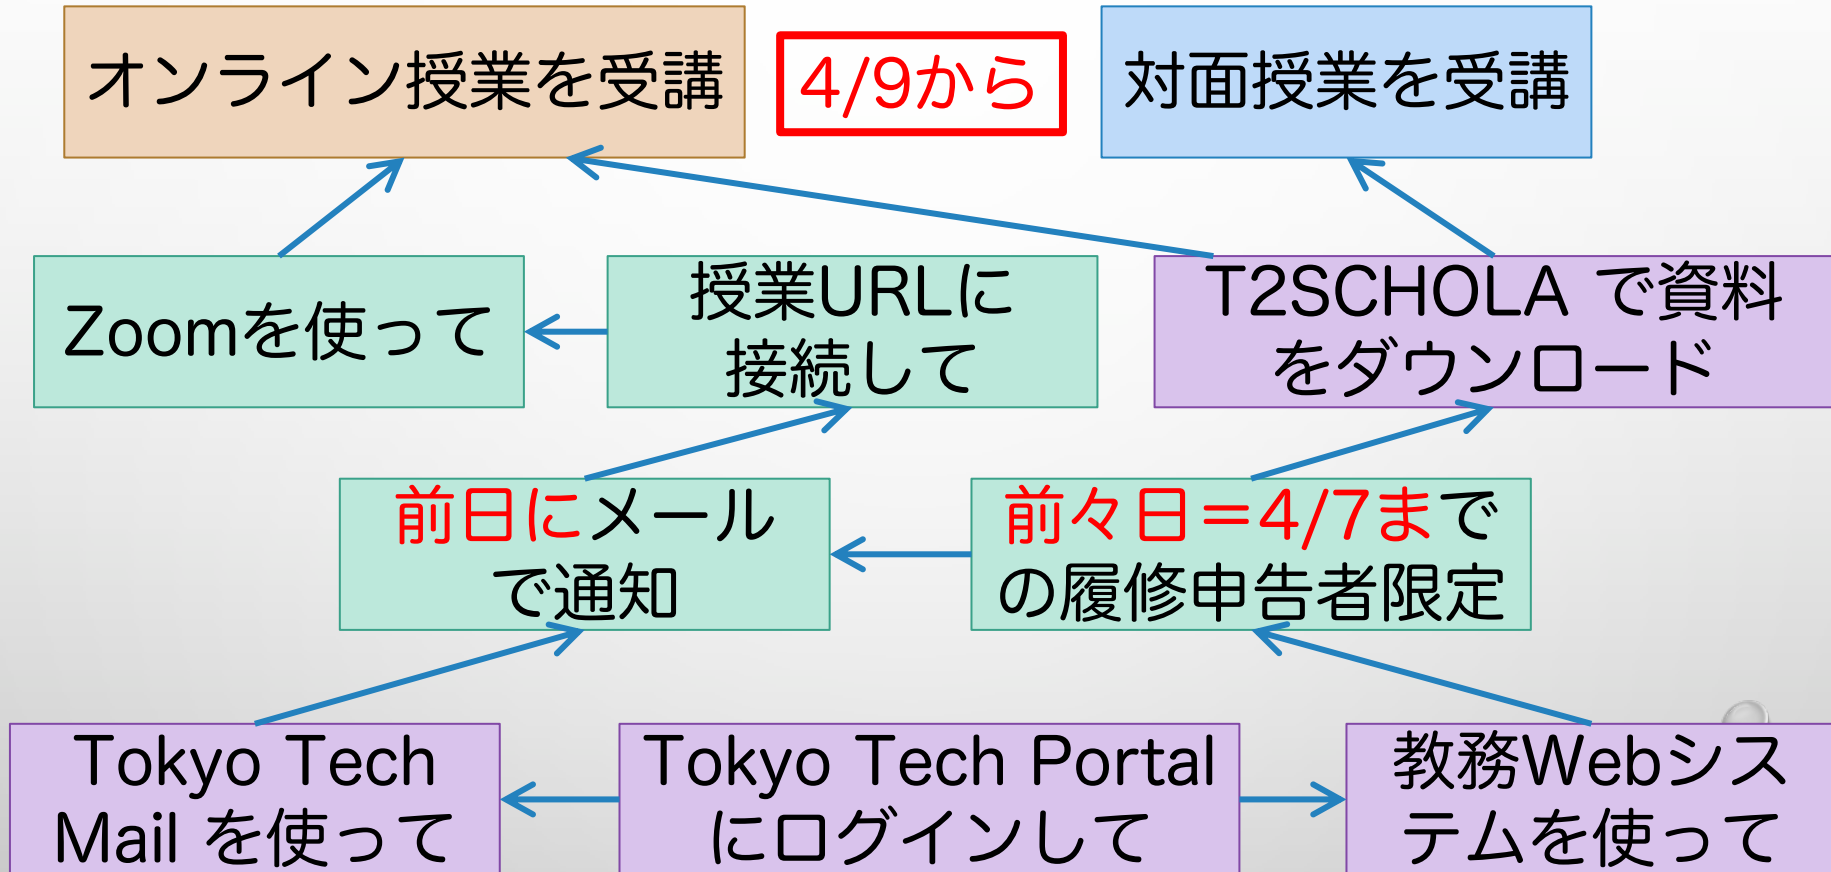 オンライン授業を受講
4/9から
対面授業を受講
Zoomを使って
授業URLに
接続して
T2SCHOLA で資料
をダウンロード
前日にメール
で通知
前々日＝4/7まで
の履修申告者限定
Tokyo Tech
Mail を使って
Tokyo Tech Portal
にログインして
教務Webシス
テムを使って